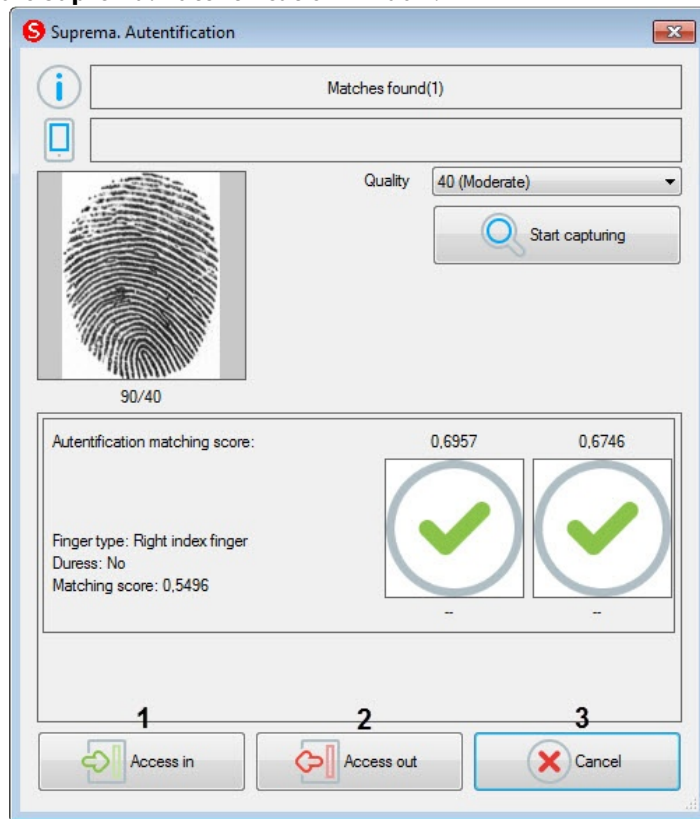 Suprema. Autentification
Matches found(1)
Quality 40 (Moderate)
Start capturing
90/40
Autentification matching score: 0,6957 0,6746
Finger type: Right index finger
Duress: No
Matching score: 0,5496
-- --
1 2 3
Access in Access out Cancel